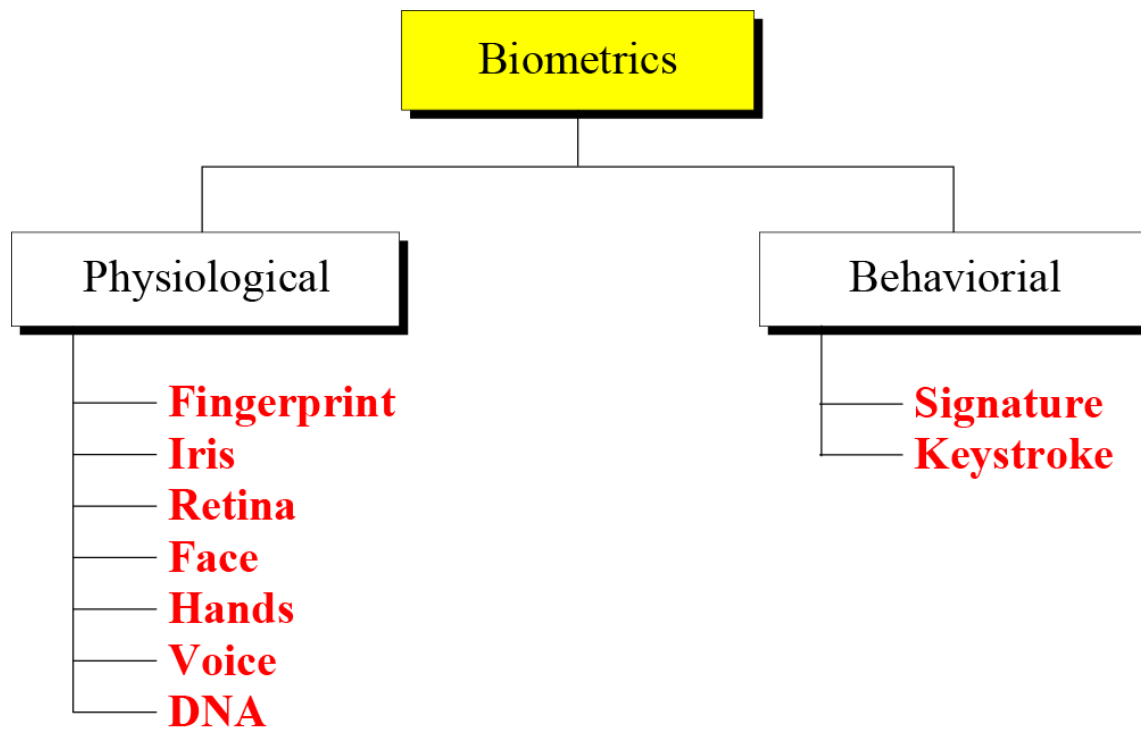 Biometrics
Physiological
Behaviorial
Fingerprint
Iris
Retina
Face
Hands
Voice
DNA
Signature
Keystroke